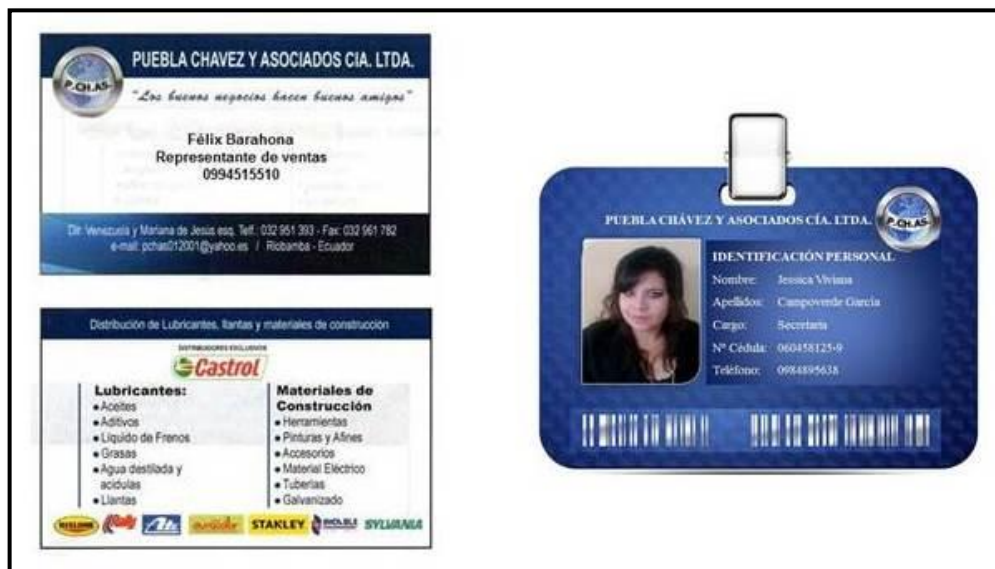 PUEBLA CHAVEZ Y ASOCIADOS CIA. LTDA.
P.CH.AS.
"Los buenos negocios hacen buenos amigos"
Félix Barahona
Representante de ventas
0994515510
Dir. Venezuela y Mariana de Jesús esq. Telf.: 032 951 393 - Fax: 032 961 782
e-mail: pchas012001@yahoo.es / Riobamba - Ecuador
Distribución de Lubricantes, llantas y materiales de construcción
DISTRIBUIDORES EXCLUSIVOS
Castrol
Lubricantes:
• Aceites
• Aditivos
• Líquido de Frenos
• Grasas
• Agua destilada y
acidulas
• Llantas
Materiales de
Construcción
• Herramientas
• Pinturas y Afines
• Accesorios
• Material Eléctrico
• Tuberías
• Galvanizado
Rally
STANLEY
SYLVANIA
PUEBLA CHÁVEZ Y ASOCIADOS CÍA. LTDA.
P.CH.AS.
IDENTIFICACIÓN PERSONAL
Nombre: Jessica Viviana
Apellidos: Campoverde García
Cargo: Secretaria
Nº Cédula: 060458125-9
Teléfono: 0984895638